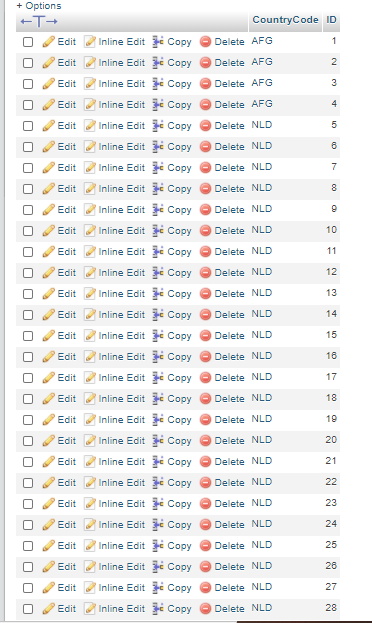 + Options
←T→ CountryCode ID
Edit Inline Edit Copy Delete AFG 1
Edit Inline Edit Copy Delete AFG 2
Edit Inline Edit Copy Delete AFG 3
Edit Inline Edit Copy Delete AFG 4
Edit Inline Edit Copy Delete NLD 5
Edit Inline Edit Copy Delete NLD 6
Edit Inline Edit Copy Delete NLD 7
Edit Inline Edit Copy Delete NLD 8
Edit Inline Edit Copy Delete NLD 9
Edit Inline Edit Copy Delete NLD 10
Edit Inline Edit Copy Delete NLD 11
Edit Inline Edit Copy Delete NLD 12
Edit Inline Edit Copy Delete NLD 13
Edit Inline Edit Copy Delete NLD 14
Edit Inline Edit Copy Delete NLD 15
Edit Inline Edit Copy Delete NLD 16
Edit Inline Edit Copy Delete NLD 17
Edit Inline Edit Copy Delete NLD 18
Edit Inline Edit Copy Delete NLD 19
Edit Inline Edit Copy Delete NLD 20
Edit Inline Edit Copy Delete NLD 21
Edit Inline Edit Copy Delete NLD 22
Edit Inline Edit Copy Delete NLD 23
Edit Inline Edit Copy Delete NLD 24
Edit Inline Edit Copy Delete NLD 25
Edit Inline Edit Copy Delete NLD 26
Edit Inline Edit Copy Delete NLD 27
Edit Inline Edit Copy Delete NLD 28